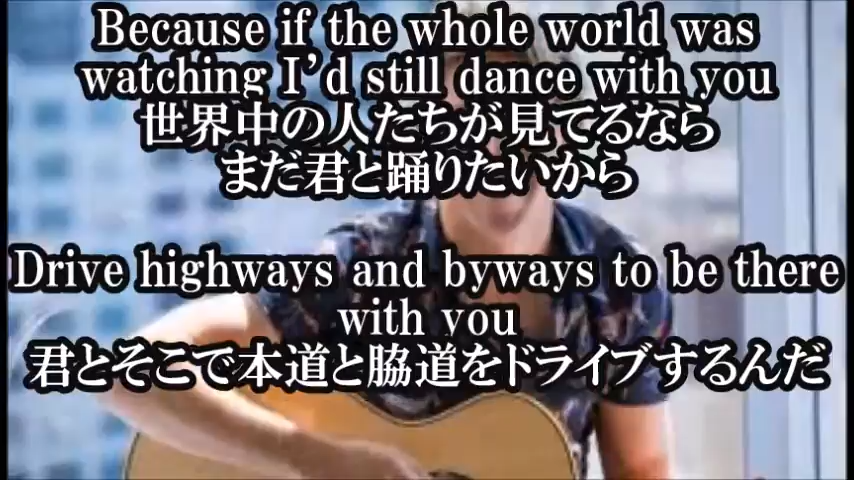 Because if the whole world was
watching I'd still dance with you
世界中の人たちが見てるなら
まだ君と踊りたいから
Drive highways and byways to be there
with you
君とそこで本道と脇道をドライブするんだ